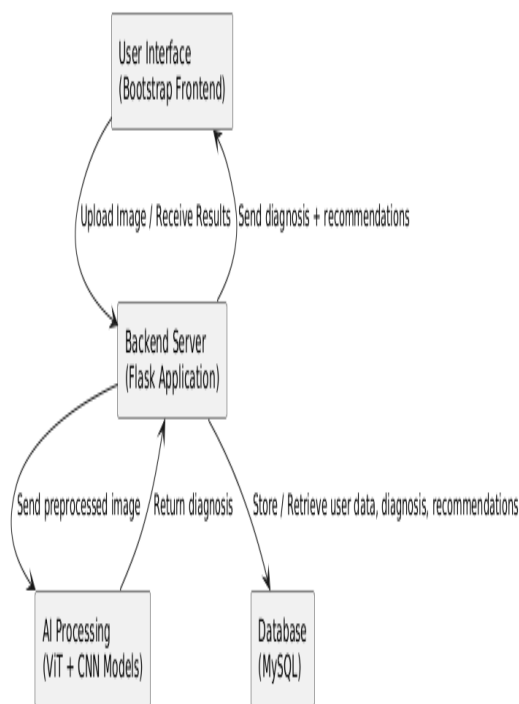 User Interface
(Bootstrap Frontend)
Upload Image / Receive Results
Send diagnosis + recommendations
Backend Server
(Flask Application)
Send preprocessed image
Return diagnosis
Store / Retrieve user data, diagnosis, recommendations
AI Processing
(ViT + CNN Models)
Database
(MySQL)